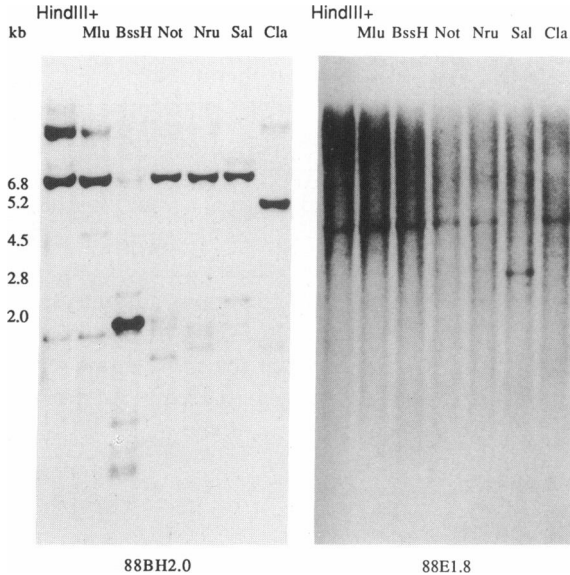 HindIII+ HindIII+
kb Mlu BssH Not Nru Sal Cla Mlu BssH Not Nru Sal Cla
6.8
5.2
4.5
2.8
2.0
88BH2.0 88E1.8